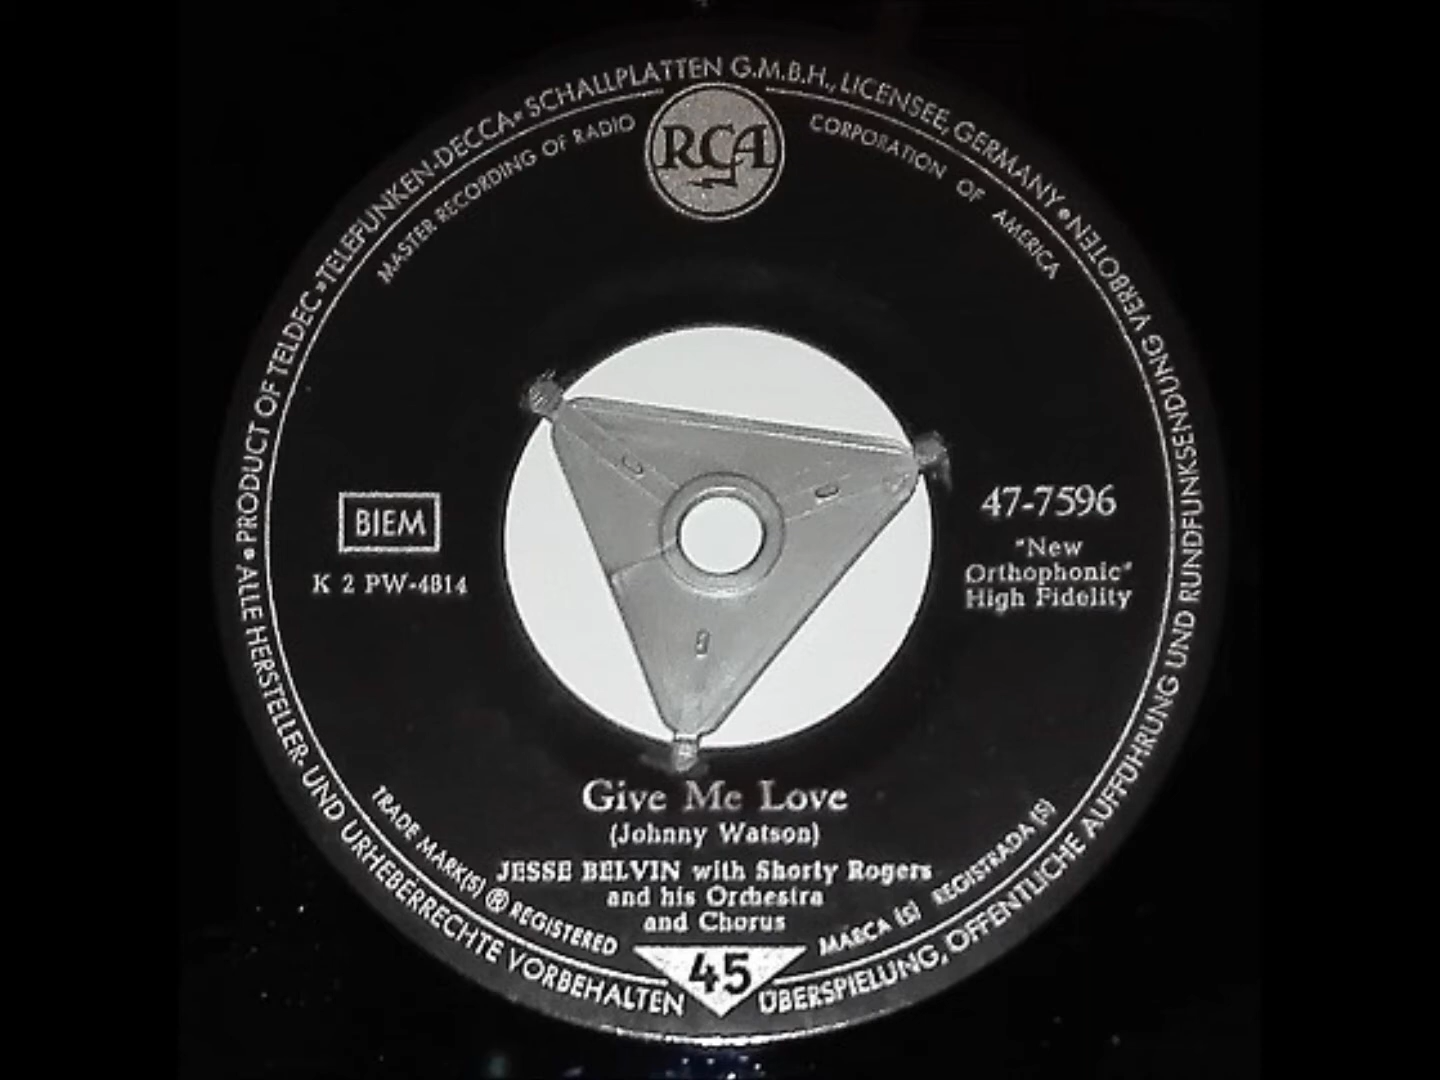 ALLE HERSTELLER- UND URHEBERRECHTE VORBEHALTEN
• PRODUCT OF TELDEC »TELEFUNKEN-DECCA« SCHALLPLATTEN G.M.B.H., LICENSEE, GERMANY •
VERBOTEN
ÜBERSPIELUNG, ÖFFENTLICHE AUFFÜHRUNG UND RUNDFUNKSENDUNG
MASTER RECORDING OF RADIO CORPORATION OF AMERICA
RCA
BIEM
K 2 PW-4814
47-7596
"New
Orthophonic"
High Fidelity
Give Me Love
(Johnny Watson)
JESSE BELVIN with Shorty Rogers
and his Orchestra
and Chorus
TRADE MARK(S) ® REGISTERED
MARCA (S) REGISTRADA (S)
45